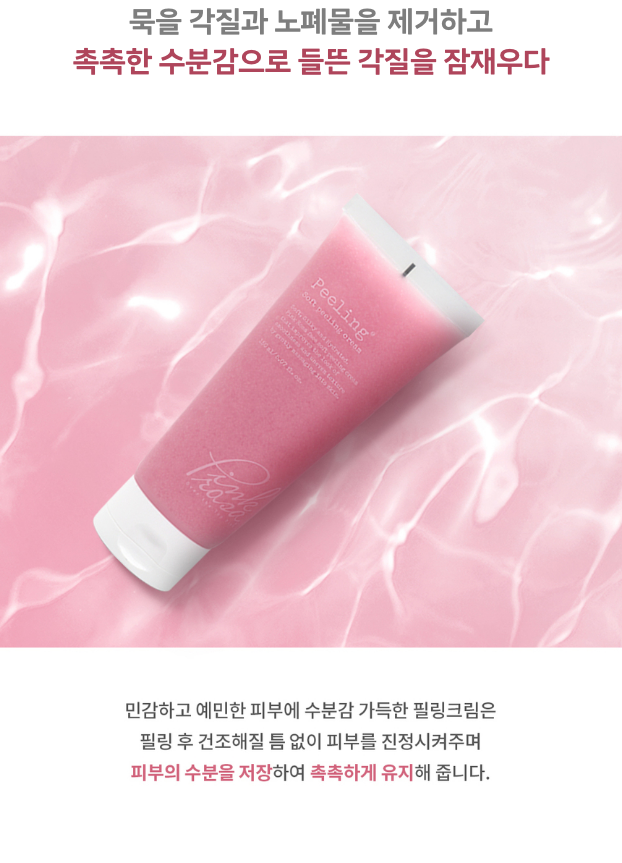 묵을 각질과 노폐물을 제거하고
촉촉한 수분감으로 들뜬 각질을 잠재우다
Peeling
Soft peeling cream
민감하고 예민한 피부에 수분감 가득한 필링크림은
필링 후 건조해질 틈 없이 피부를 진정시켜주며
피부의 수분을 저장하여 촉촉하게 유지해 줍니다.